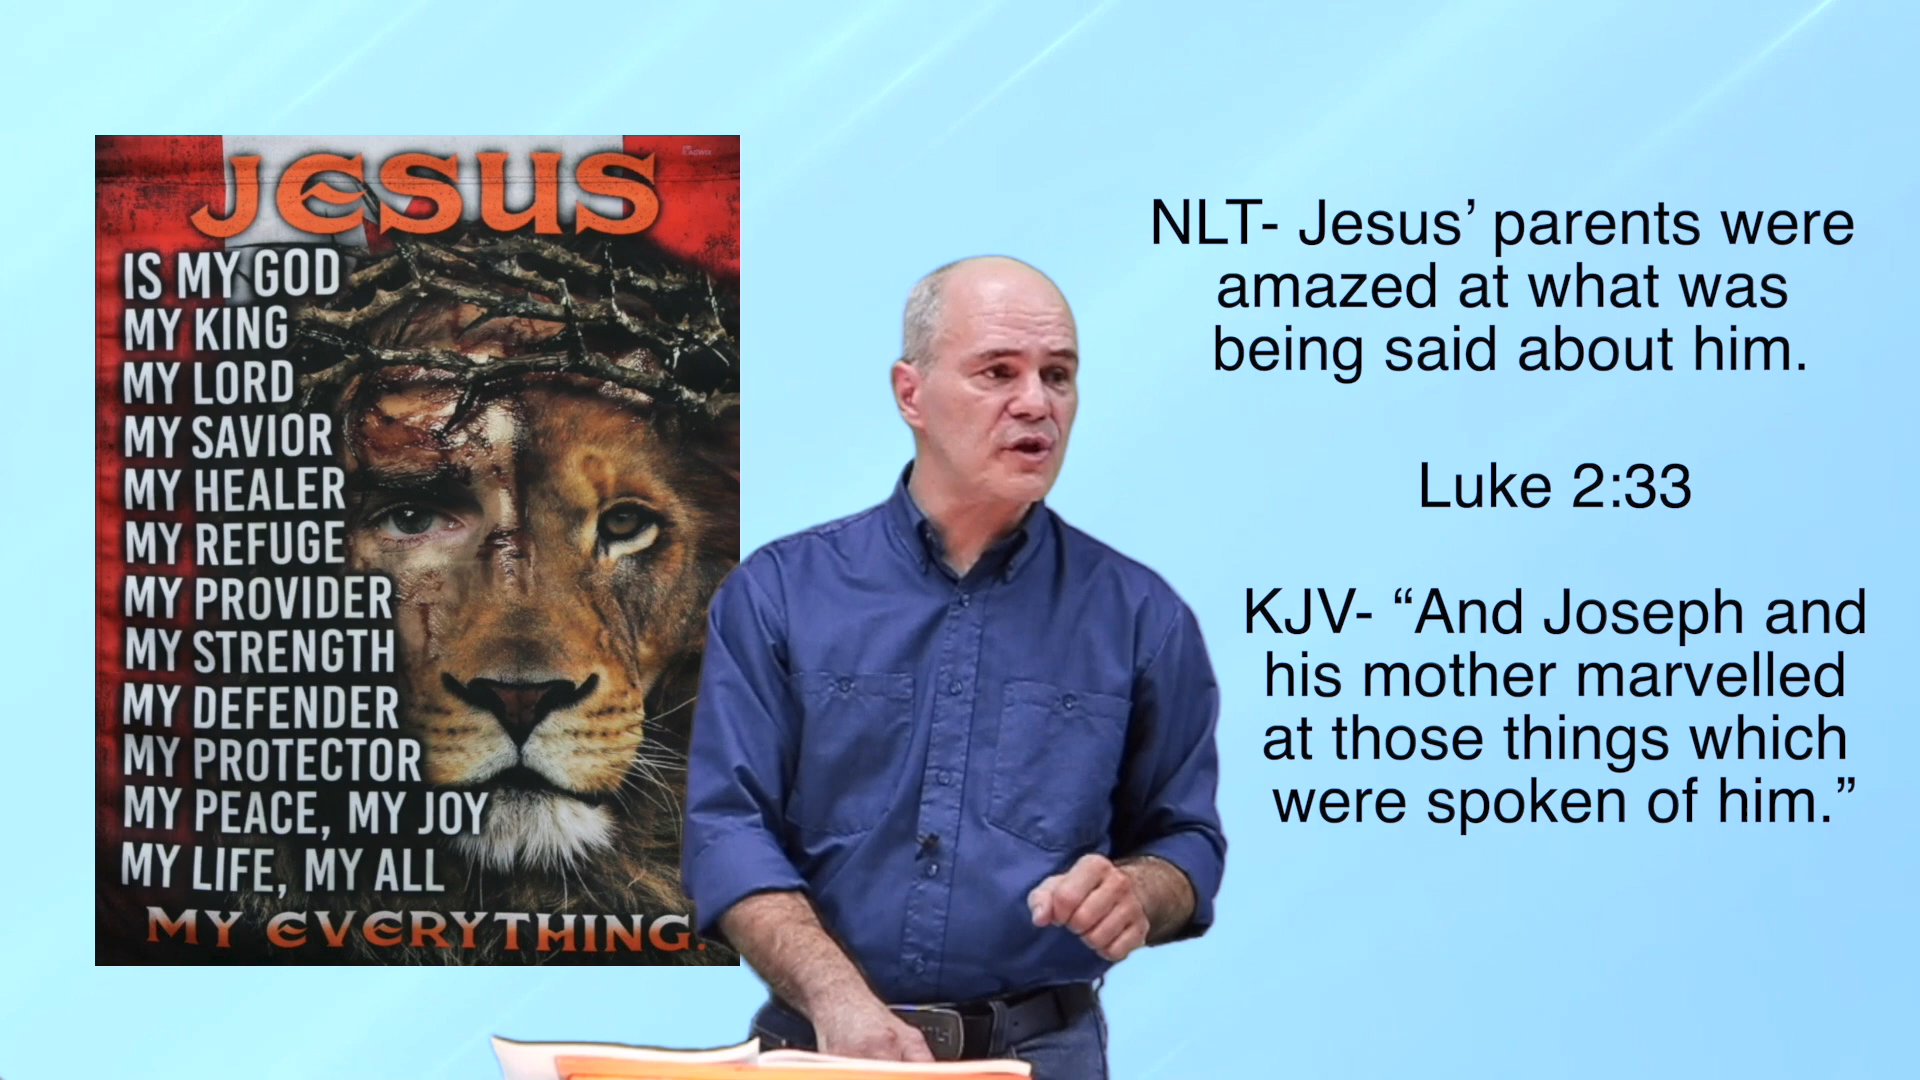 JESUS
IS MY GOD
MY KING
MY LORD
MY SAVIOR
MY HEALER
MY REFUGE
MY PROVIDER
MY STRENGTH
MY DEFENDER
MY PROTECTOR
MY PEACE, MY JOY
MY LIFE, MY ALL
MY EVERYTHING.
NLT- Jesus’ parents were
amazed at what was
being said about him.
Luke 2:33
KJV- “And Joseph and
his mother marvelled
at those things which
were spoken of him.”